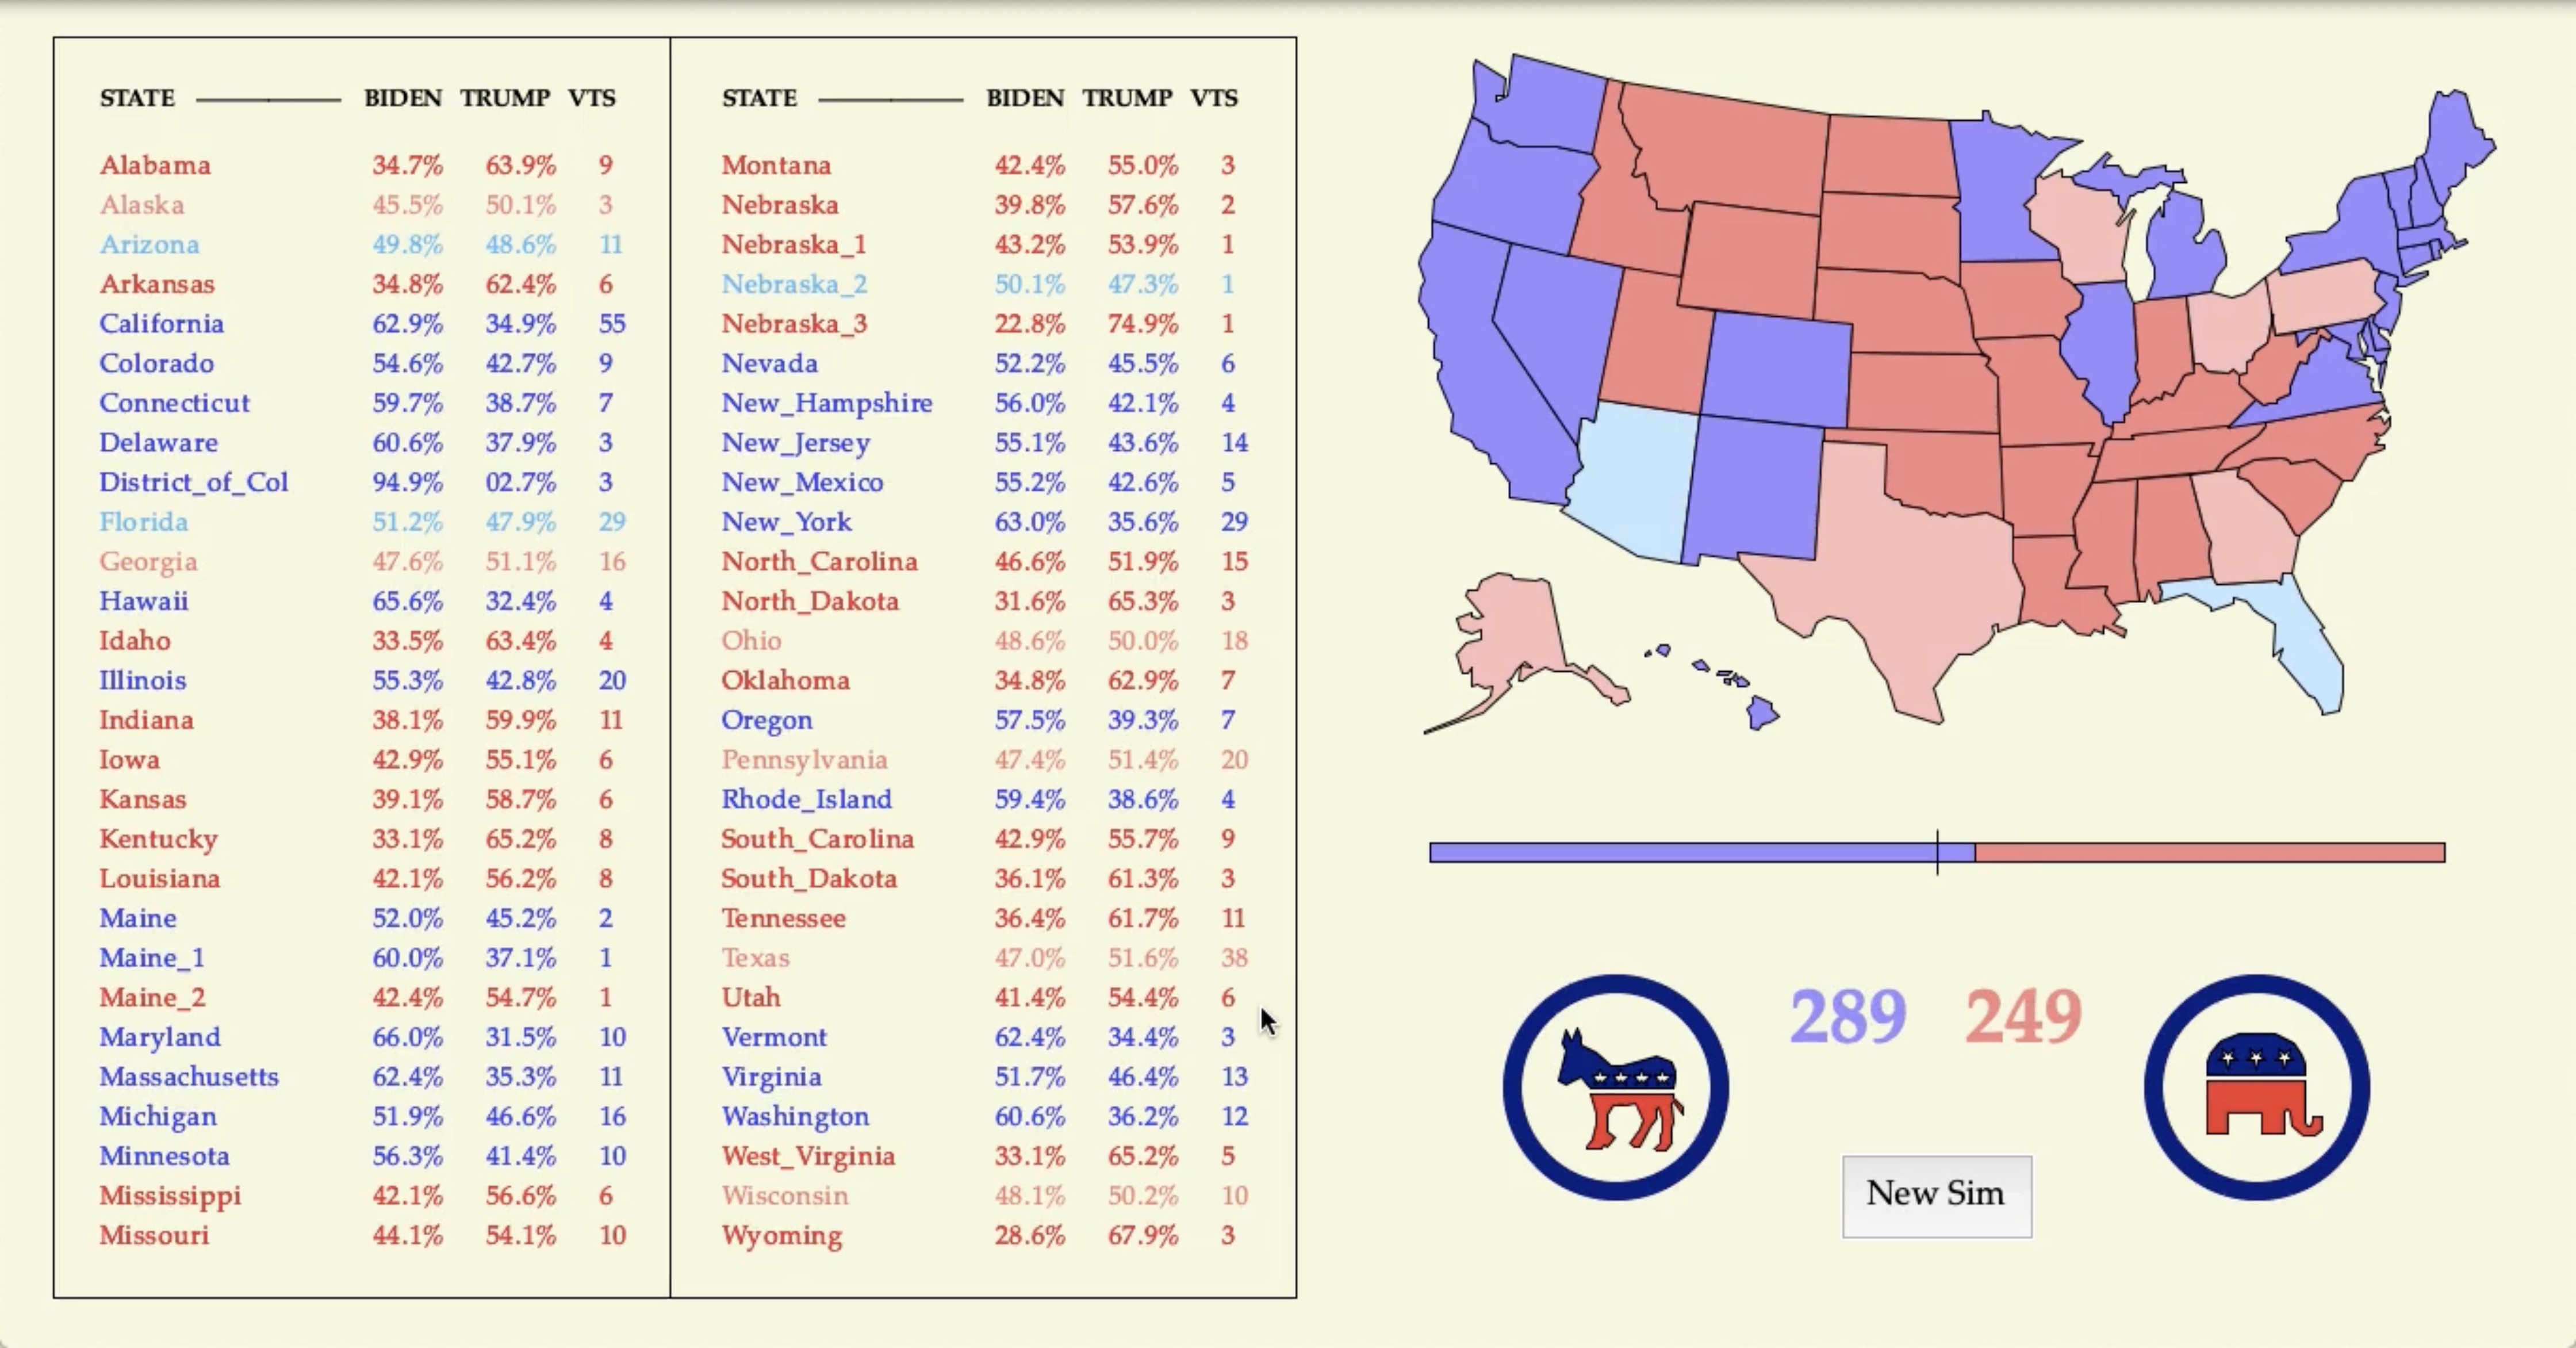 STATE BIDEN TRUMP VTS
Alabama 34.7% 63.9% 9
Alaska 45.5% 50.1% 3
Arizona 49.8% 48.6% 11
Arkansas 34.8% 62.4% 6
California 62.9% 34.9% 55
Colorado 54.6% 42.7% 9
Connecticut 59.7% 38.7% 7
Delaware 60.6% 37.9% 3
District_of_Col 94.9% 02.7% 3
Florida 51.2% 47.9% 29
Georgia 47.6% 51.1% 16
Hawaii 65.6% 32.4% 4
Idaho 33.5% 63.4% 4
Illinois 55.3% 42.8% 20
Indiana 38.1% 59.9% 11
Iowa 42.9% 55.1% 6
Kansas 39.1% 58.7% 6
Kentucky 33.1% 65.2% 8
Louisiana 42.1% 56.2% 8
Maine 52.0% 45.2% 2
Maine_1 60.0% 37.1% 1
Maine_2 42.4% 54.7% 1
Maryland 66.0% 31.5% 10
Massachusetts 62.4% 35.3% 11
Michigan 51.9% 46.6% 16
Minnesota 56.3% 41.4% 10
Mississippi 42.1% 56.6% 6
Missouri 44.1% 54.1% 10
STATE BIDEN TRUMP VTS
Montana 42.4% 55.0% 3
Nebraska 39.8% 57.6% 2
Nebraska_1 43.2% 53.9% 1
Nebraska_2 50.1% 47.3% 1
Nebraska_3 22.8% 74.9% 1
Nevada 52.2% 45.5% 6
New_Hampshire 56.0% 42.1% 4
New_Jersey 55.1% 43.6% 14
New_Mexico 55.2% 42.6% 5
New_York 63.0% 35.6% 29
North_Carolina 46.6% 51.9% 15
North_Dakota 31.6% 65.3% 3
Ohio 48.6% 50.0% 18
Oklahoma 34.8% 62.9% 7
Oregon 57.5% 39.3% 7
Pennsylvania 47.4% 51.4% 20
Rhode_Island 59.4% 38.6% 4
South_Carolina 42.9% 55.7% 9
South_Dakota 36.1% 61.3% 3
Tennessee 36.4% 61.7% 11
Texas 47.0% 51.6% 38
Utah 41.4% 54.4% 6
Vermont 62.4% 34.4% 3
Virginia 51.7% 46.4% 13
Washington 60.6% 36.2% 12
West_Virginia 33.1% 65.2% 5
Wisconsin 48.1% 50.2% 10
Wyoming 28.6% 67.9% 3
289 249
New Sim